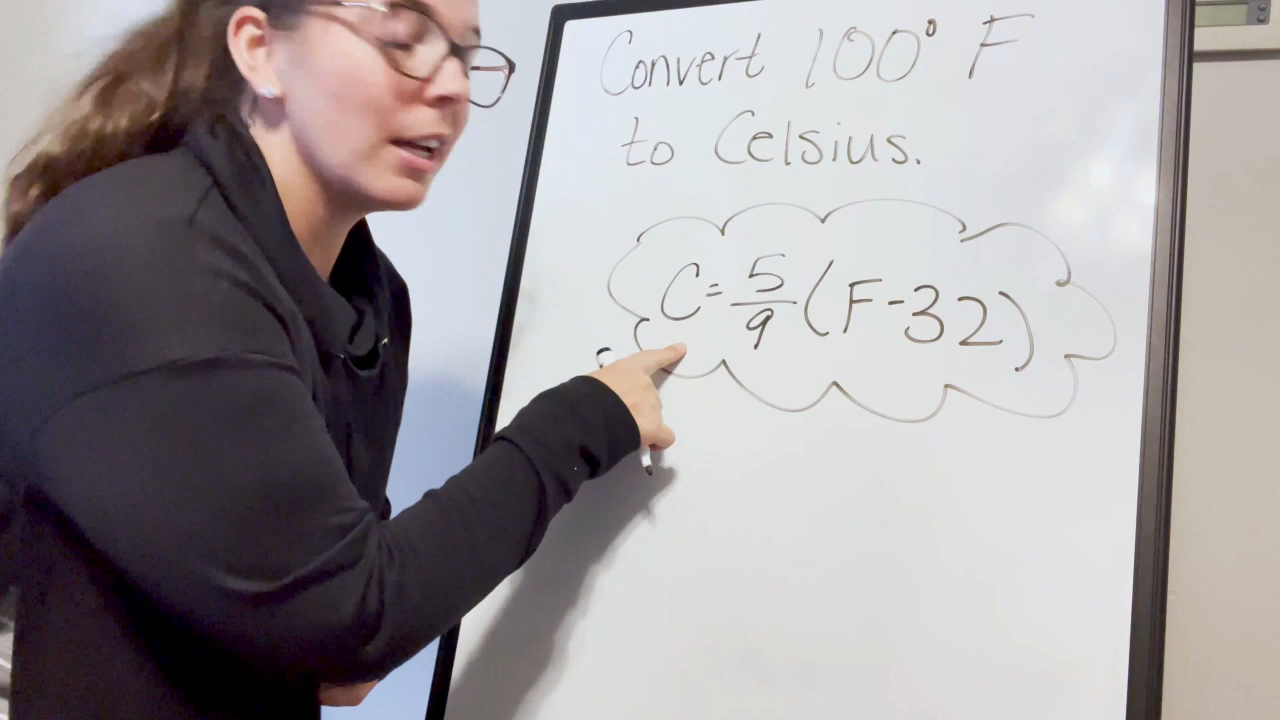 Convert 100° F
to Celsius.
C = 5/9 (F - 32)